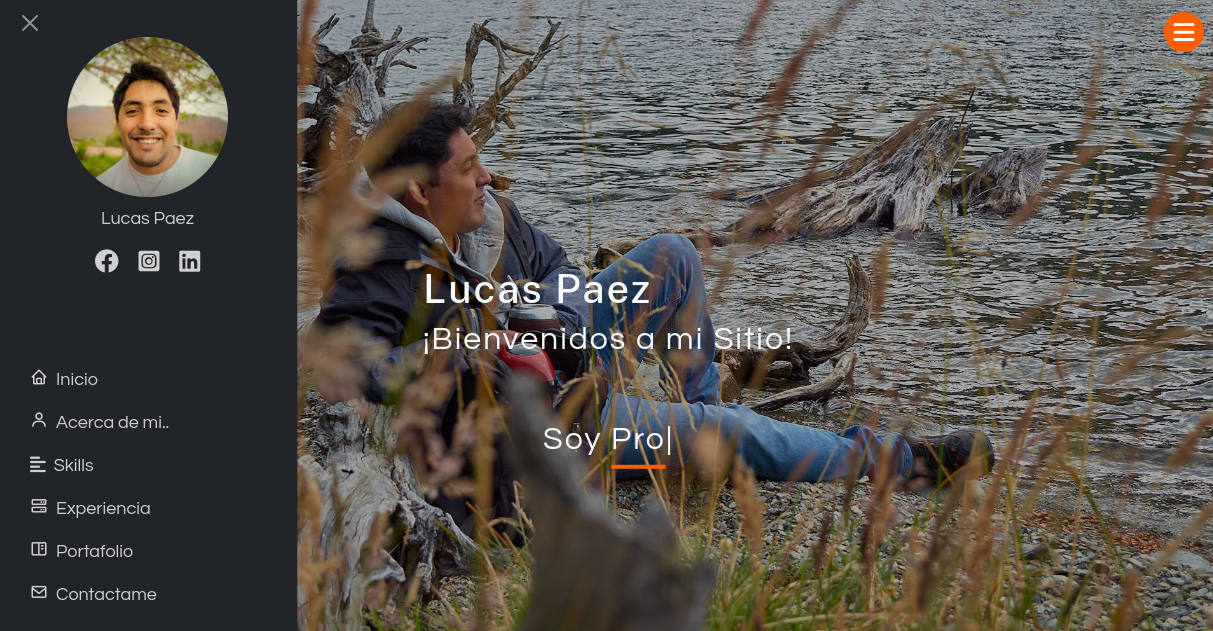 Lucas Paez
Inicio
Acerca de mi..
Skills
Experiencia
Portafolio
Contactame
Lucas Paez
¡Bienvenidos a mi Sitio!
Soy Pro|